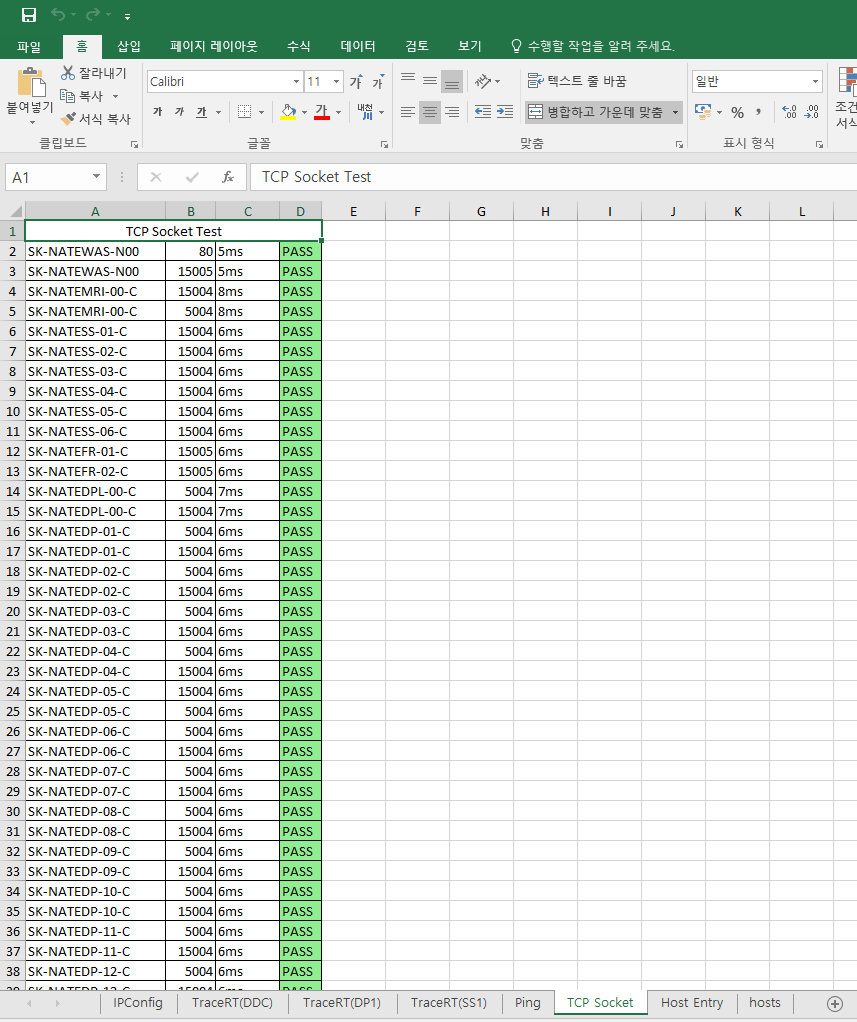 파일 홈 삽입 페이지 레이아웃 수식 데이터 검토 보기 수행할 작업을 알려 주세요.
붙여넣기
잘라내기
복사
서식 복사
클립보드
Calibri 11 가 가
가 가 가 가 내천 川
글꼴
텍스트 줄 바꿈
병합하고 가운데 맞춤
맞춤
일반
% , .00
표시 형식
조건
서식
A1 fx TCP Socket Test
A B C D E F G H I J K L
1 TCP Socket Test
2 SK-NATEWAS-N00 80 5ms PASS
3 SK-NATEWAS-N00 15005 5ms PASS
4 SK-NATEMRI-00-C 15004 8ms PASS
5 SK-NATEMRI-00-C 5004 8ms PASS
6 SK-NATESS-01-C 15004 6ms PASS
7 SK-NATESS-02-C 15004 6ms PASS
8 SK-NATESS-03-C 15004 6ms PASS
9 SK-NATESS-04-C 15004 6ms PASS
10 SK-NATESS-05-C 15004 6ms PASS
11 SK-NATESS-06-C 15004 6ms PASS
12 SK-NATEFR-01-C 15005 6ms PASS
13 SK-NATEFR-02-C 15005 6ms PASS
14 SK-NATEDPL-00-C 5004 7ms PASS
15 SK-NATEDPL-00-C 15004 7ms PASS
16 SK-NATEDP-01-C 5004 6ms PASS
17 SK-NATEDP-01-C 15004 6ms PASS
18 SK-NATEDP-02-C 5004 6ms PASS
19 SK-NATEDP-02-C 15004 6ms PASS
20 SK-NATEDP-03-C 5004 6ms PASS
21 SK-NATEDP-03-C 15004 6ms PASS
22 SK-NATEDP-04-C 5004 6ms PASS
23 SK-NATEDP-04-C 15004 6ms PASS
24 SK-NATEDP-05-C 15004 6ms PASS
25 SK-NATEDP-05-C 5004 6ms PASS
26 SK-NATEDP-06-C 5004 6ms PASS
27 SK-NATEDP-06-C 15004 6ms PASS
28 SK-NATEDP-07-C 5004 6ms PASS
29 SK-NATEDP-07-C 15004 6ms PASS
30 SK-NATEDP-08-C 5004 6ms PASS
31 SK-NATEDP-08-C 15004 6ms PASS
32 SK-NATEDP-09-C 5004 6ms PASS
33 SK-NATEDP-09-C 15004 6ms PASS
34 SK-NATEDP-10-C 5004 6ms PASS
35 SK-NATEDP-10-C 15004 6ms PASS
36 SK-NATEDP-11-C 5004 6ms PASS
37 SK-NATEDP-11-C 15004 6ms PASS
38 SK-NATEDP-12-C 5004 6ms PASS
IPConfig TraceRT(DDC) TraceRT(DP1) TraceRT(SS1) Ping TCP Socket Host Entry hosts